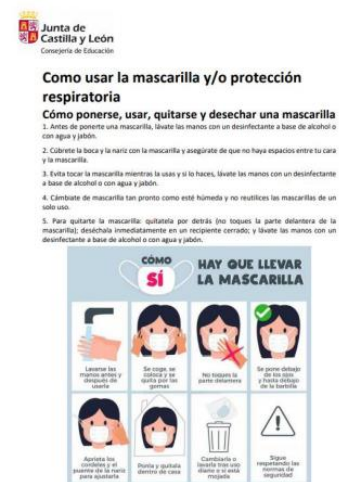 Junta de
Castilla y León
Consejería de Educación
Como usar la mascarilla y/o protección
respiratoria
Cómo ponerse, usar, quitarse y desechar una mascarilla
1. Antes de ponerte una mascarilla, lávate las manos con un desinfectante a base de alcohol o
con agua y jabón.
2. Cúbrete la boca y la nariz con la mascarilla y asegúrate de que no haya espacios entre tu cara
y la mascarilla.
3. Evita tocar la mascarilla mientras la usas y si lo haces, lávate las manos con un desinfectante
a base de alcohol o con agua y jabón.
4. Cámbiate de mascarilla tan pronto como esté húmeda y no reutilices las mascarillas de un
solo uso.
5. Para quitarte la mascarilla: quítatela por detrás (no toques la parte delantera de la
mascarilla); deséchala inmediatamente en un recipiente cerrado; y lávate las manos con un
desinfectante a base de alcohol o con agua y jabón.
CÓMO
SÍ
HAY QUE LLEVAR
LA MASCARILLA
Lavarse las
manos antes y
después de
usarla
Se coge, se
coloca y se
quita por las
gomas
No toques la
parte delantera
Se pone debajo
de los ojos
y hasta debajo
de la barbilla
Aprieta los
cordeles y el
puente de la nariz
para ajustarla
Ponla y quítala
dentro de casa
Cambiarla o
lavarla tras uso
diario o si está
mojada
Sigue
respetando las
normas de
seguridad